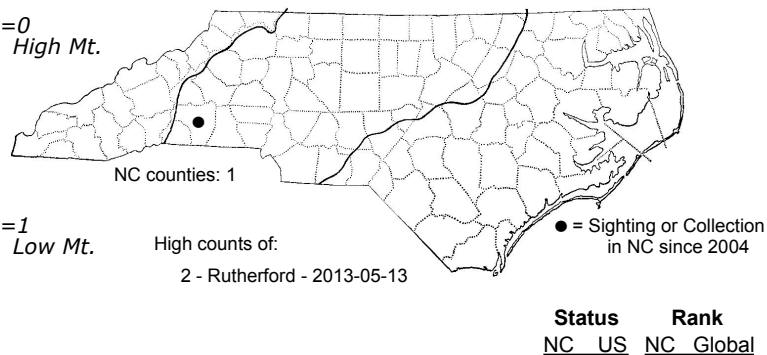 =0
High Mt.
NC counties: 1
=1
Low Mt.
High counts of:
2 - Rutherford - 2013-05-13
● = Sighting or Collection
in NC since 2004
Status Rank
NC US NC Global